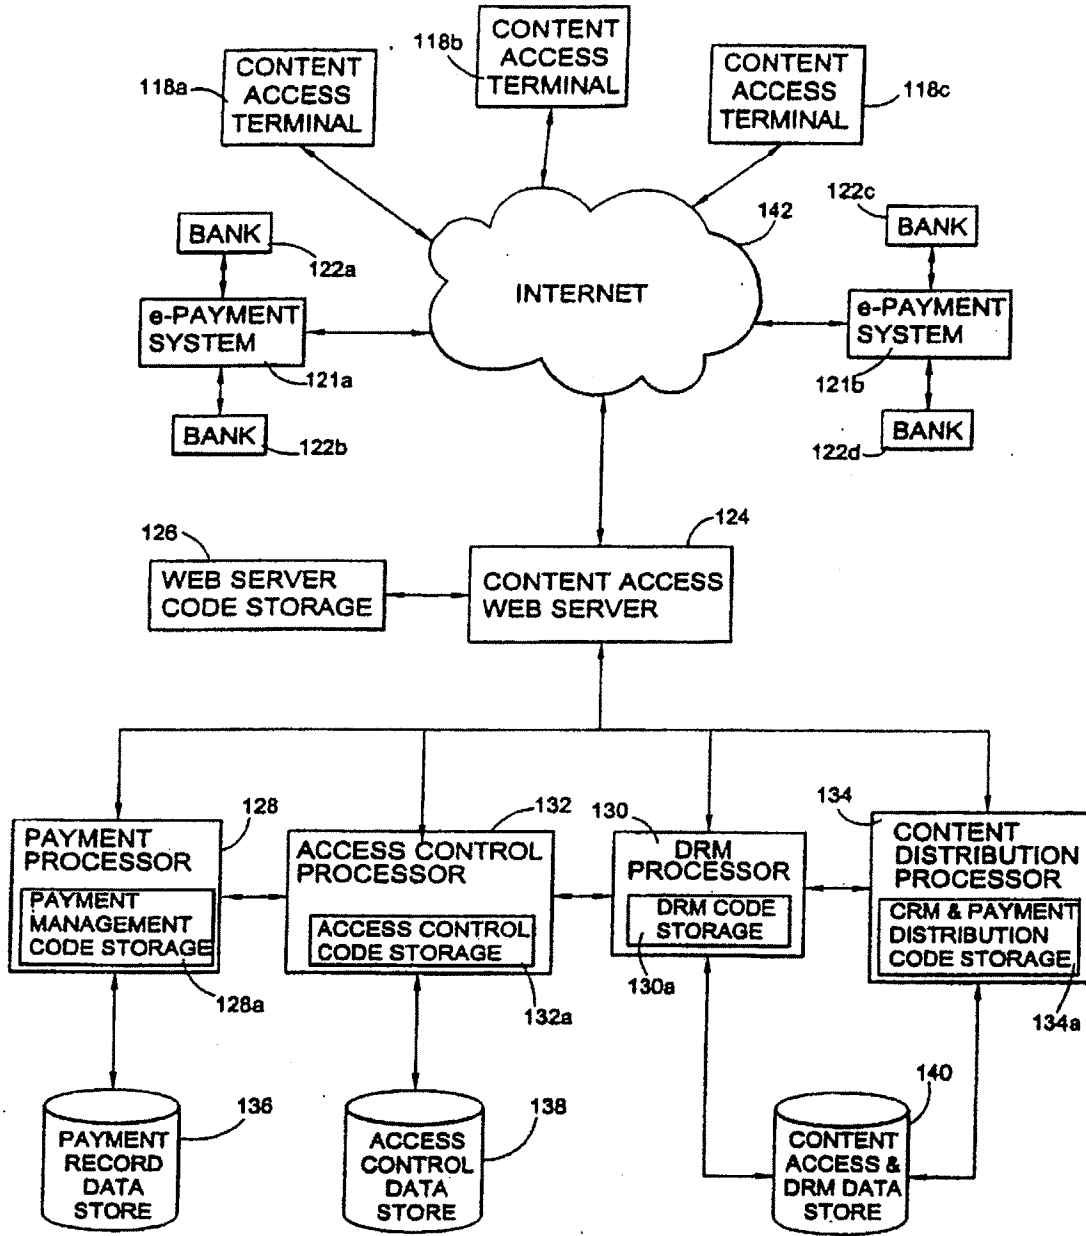 118a
CONTENT
ACCESS
TERMINAL
118b
CONTENT
ACCESS
TERMINAL
CONTENT
ACCESS
TERMINAL
118c
BANK
122a
e-PAYMENT
SYSTEM
121a
BANK
122b
INTERNET
142
122c
BANK
e-PAYMENT
SYSTEM
121b
BANK
122d
126
WEB SERVER
CODE STORAGE
124
CONTENT ACCESS
WEB SERVER
128
PAYMENT
PROCESSOR
PAYMENT
MANAGEMENT
CODE STORAGE
128a
132
ACCESS CONTROL
PROCESSOR
ACCESS CONTROL
CODE STORAGE
132a
130
DRM
PROCESSOR
DRM CODE
STORAGE
130a
134
CONTENT
DISTRIBUTION
PROCESSOR
CRM & PAYMENT
DISTRIBUTION
CODE STORAGE
134a
136
PAYMENT
RECORD
DATA
STORE
138
ACCESS
CONTROL
DATA
STORE
140
CONTENT
ACCESS &
DRM DATA
STORE